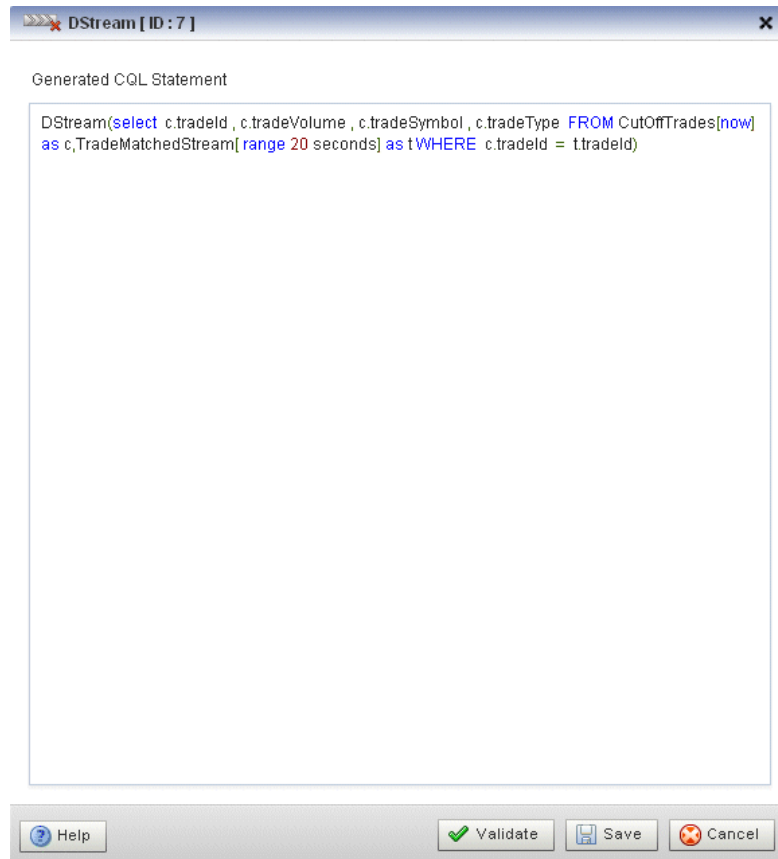 DStream [ ID : 7 ]
Generated CQL Statement
DStream(select c.tradeId , c.tradeVolume , c.tradeSymbol , c.tradeType FROM CutOffTrades[now]
as c,TradeMatchedStream[ range 20 seconds] as t WHERE c.tradeId = t.tradeId)
Help
Validate
Save
Cancel